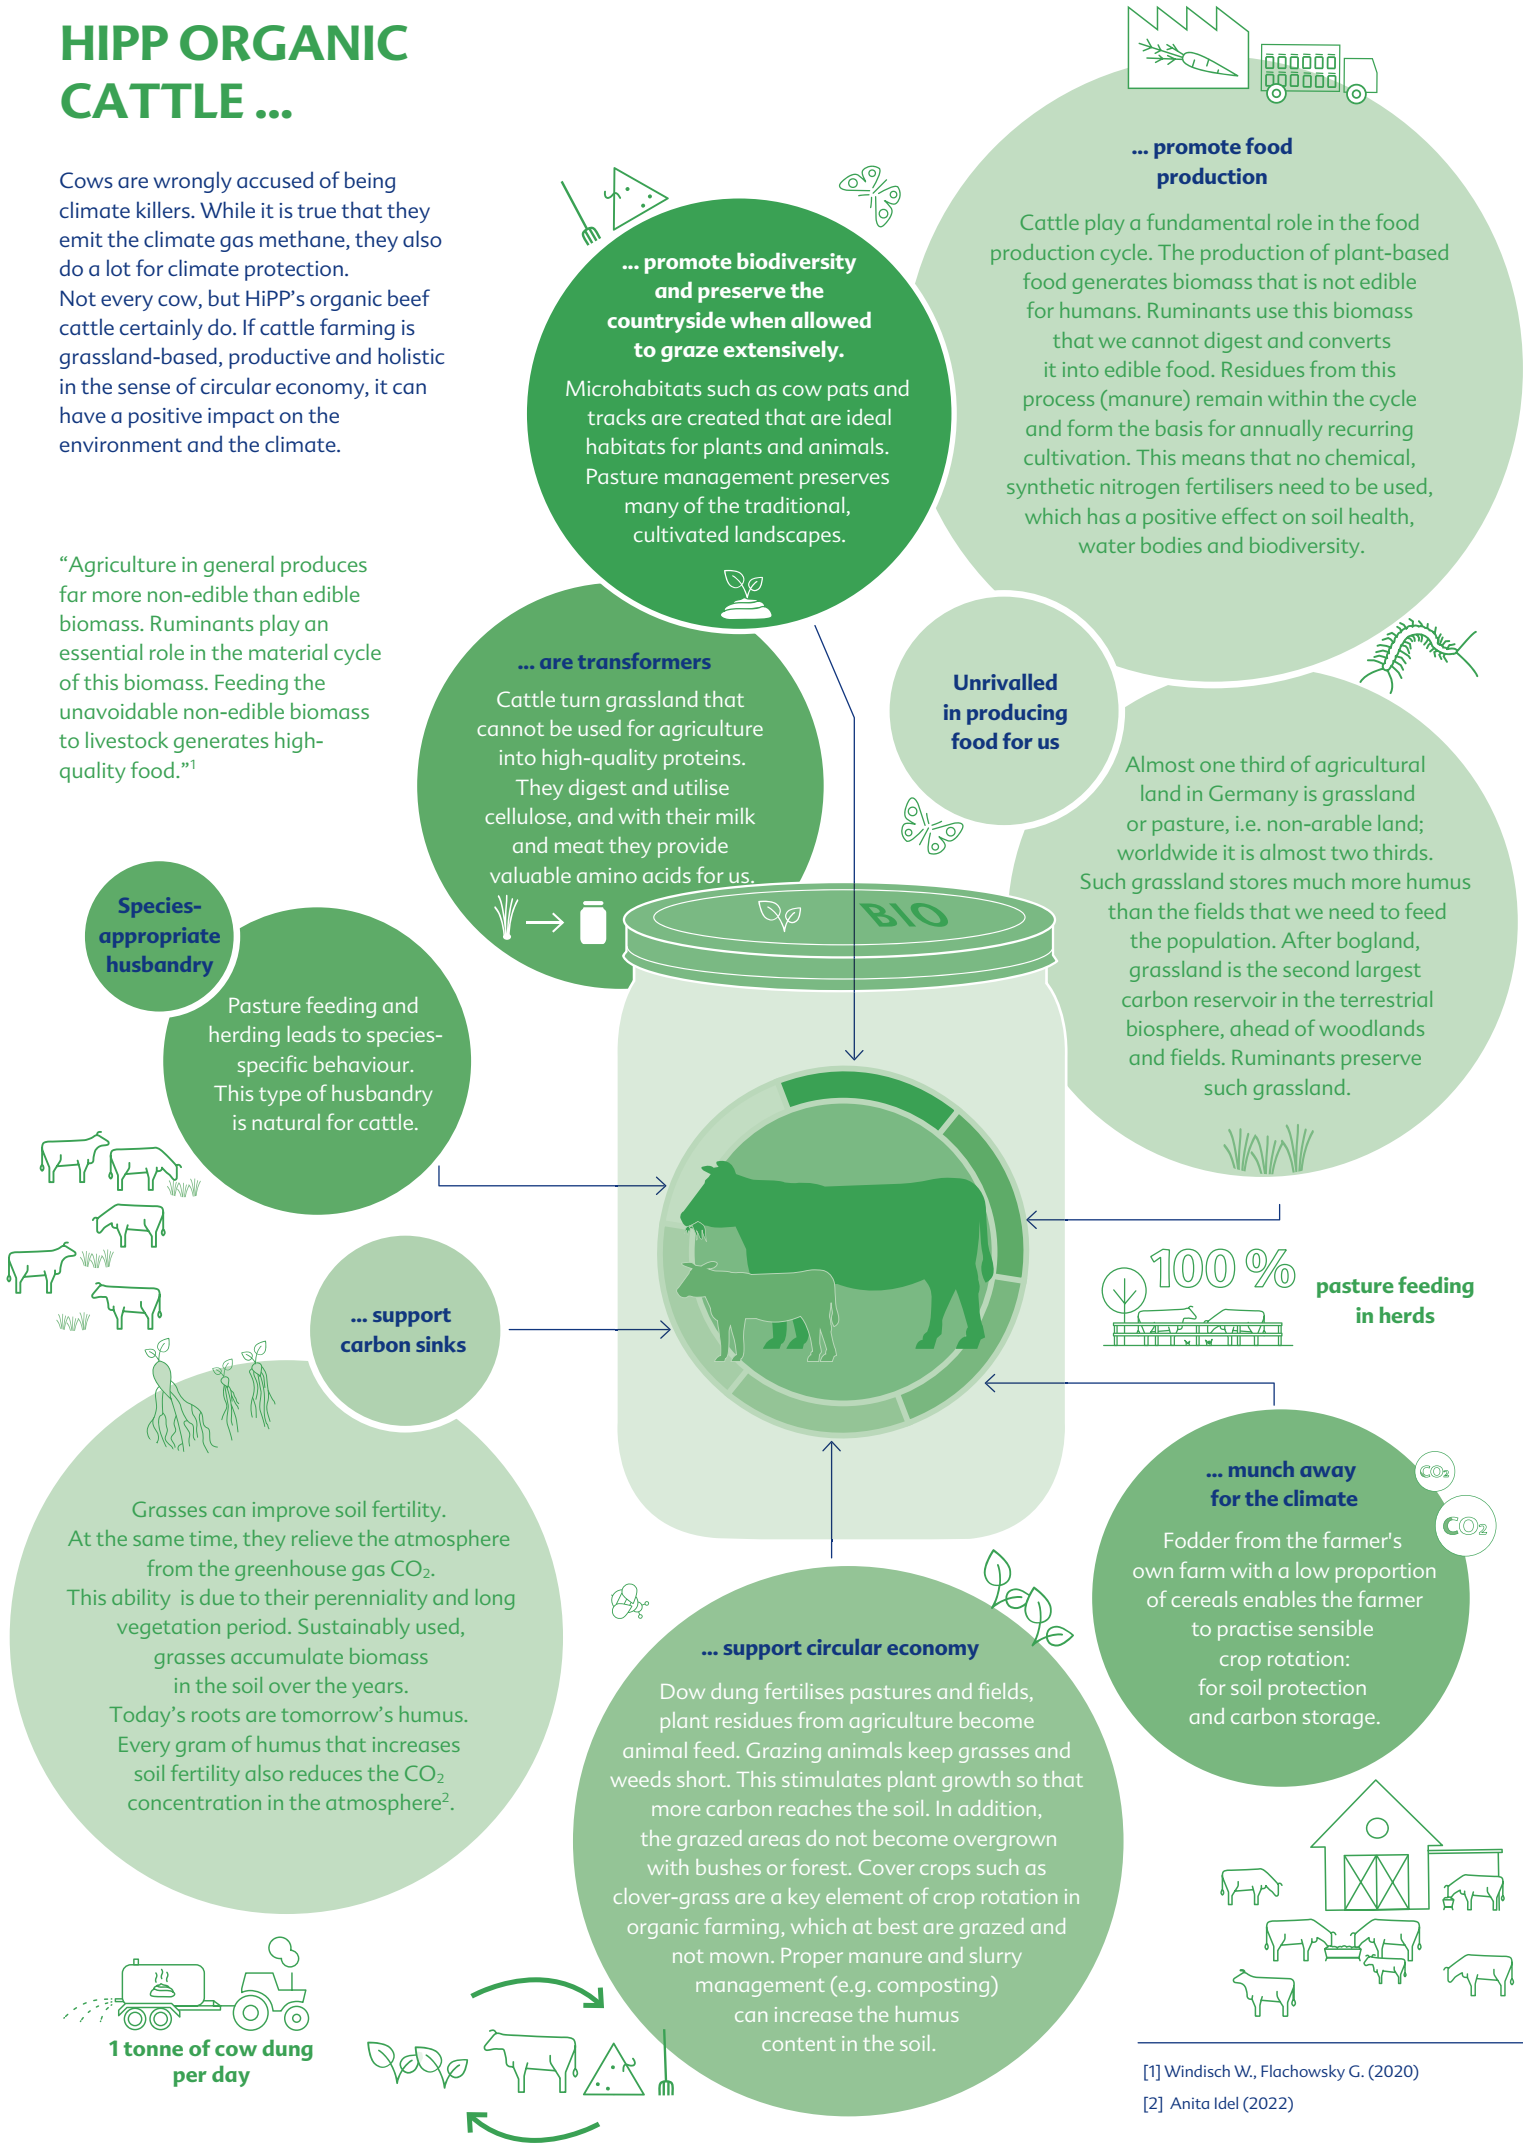 HIPP ORGANIC
CATTLE ...
Cows are wrongly accused of being
climate killers. While it is true that they
emit the climate gas methane, they also
do a lot for climate protection.
Not every cow, but HiPP’s organic beef
cattle certainly do. If cattle farming is
grassland-based, productive and holistic
in the sense of circular economy, it can
have a positive impact on the
environment and the climate.
“Agriculture in general produces
far more non-edible than edible
biomass. Ruminants play an
essential role in the material cycle
of this biomass. Feeding the
unavoidable non-edible biomass
to livestock generates high-
quality food.”1
... promote biodiversity
and preserve the
countryside when allowed
to graze extensively.
Microhabitats such as cow pats and
tracks are created that are ideal
habitats for plants and animals.
Pasture management preserves
many of the traditional,
cultivated landscapes.
... promote food
production
Cattle play a fundamental role in the food
production cycle. The production of plant-based
food generates biomass that is not edible
for humans. Ruminants use this biomass
that we cannot digest and converts
it into edible food. Residues from this
process (manure) remain within the cycle
and form the basis for annually recurring
cultivation. This means that no chemical,
synthetic nitrogen fertilisers need to be used,
which has a positive effect on soil health,
water bodies and biodiversity.
... are transformers
Cattle turn grassland that
cannot be used for agriculture
into high-quality proteins.
They digest and utilise
cellulose, and with their milk
and meat they provide
valuable amino acids for us.
Unrivalled
in producing
food for us
Almost one third of agricultural
land in Germany is grassland
or pasture, i.e. non-arable land;
worldwide it is almost two thirds.
Such grassland stores much more humus
than the fields that we need to feed
the population. After bogland,
grassland is the second largest
carbon reservoir in the terrestrial
biosphere, ahead of woodlands
and fields. Ruminants preserve
such grassland.
BIO
Species-
appropriate
husbandry
Pasture feeding and
herding leads to species-
specific behaviour.
This type of husbandry
is natural for cattle.
100 %
pasture feeding
in herds
... support
carbon sinks
Grasses can improve soil fertility.
At the same time, they relieve the atmosphere
from the greenhouse gas CO2.
This ability is due to their perenniality and long
vegetation period. Sustainably used,
grasses accumulate biomass
in the soil over the years.
Today’s roots are tomorrow’s humus.
Every gram of humus that increases
soil fertility also reduces the CO2
concentration in the atmosphere2.
... munch away
for the climate
CO2
CO2
Fodder from the farmer's
own farm with a low proportion
of cereals enables the farmer
to practise sensible
crop rotation:
for soil protection
and carbon storage.
... support circular economy
Dow dung fertilises pastures and fields,
plant residues from agriculture become
animal feed. Grazing animals keep grasses and
weeds short. This stimulates plant growth so that
more carbon reaches the soil. In addition,
the grazed areas do not become overgrown
with bushes or forest. Cover crops such as
clover-grass are a key element of crop rotation in
organic farming, which at best are grazed and
not mown. Proper manure and slurry
management (e.g. composting)
can increase the humus
content in the soil.
1 tonne of cow dung
per day
[1] Windisch W., Flachowsky G. (2020)
[2] Anita Idel (2022)